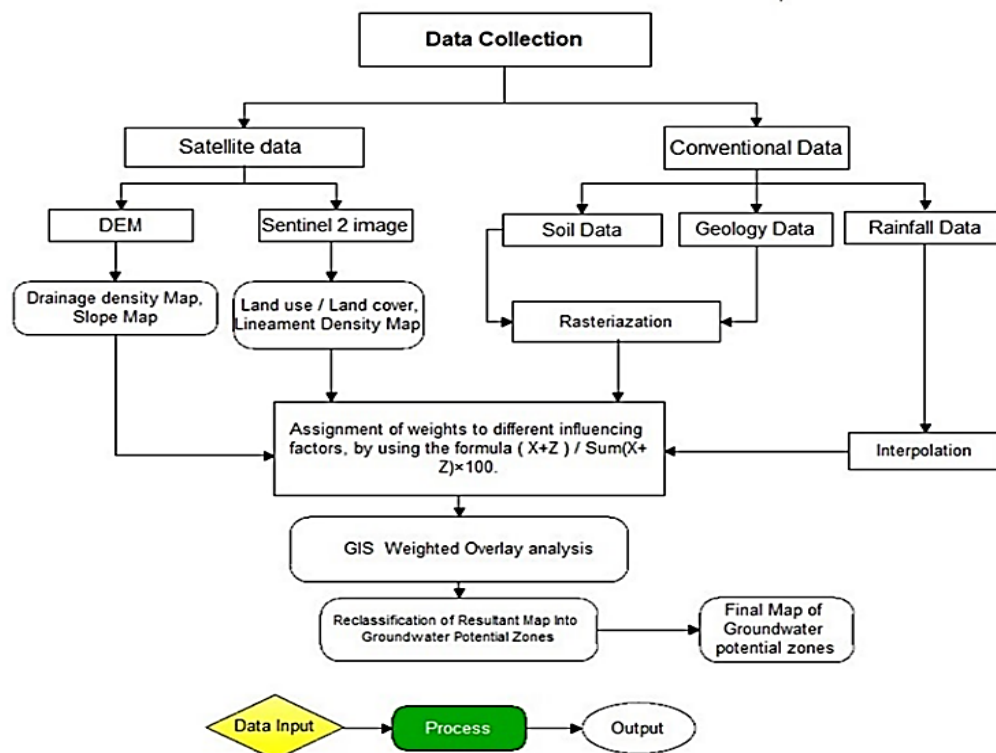 Data Collection
Satellite data
Conventional Data
DEM
Sentinel 2 image
Soil Data
Geology Data
Rainfall Data
Drainage density Map,
Slope Map
Land use / Land cover,
Lineament Density Map
Rasteriazation
Assignment of weights to different influencing
factors, by using the formula ( X+Z ) / Sum(X+
Z)×100.
Interpolation
GIS Weighted Overlay analysis
Reclassification of Resultant Map Into
Groundwater Potential Zones
Final Map of
Groundwater
potential zones
Data Input
Process
Output